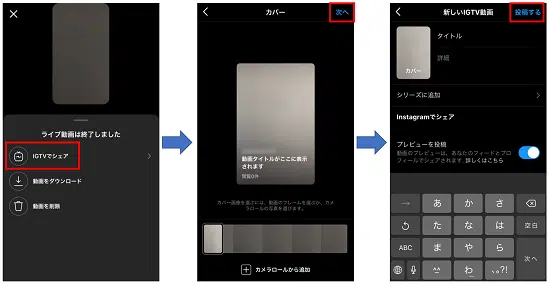 ライブ動画は終了しました
IGTVでシェア
動画をダウンロード
動画を削除
カバー
次へ
動画タイトルがここに表示
されます
閲覧0件
カバー画像を選ぶには、動画のフレームを選ぶか、カメ
ラロールの写真を選びます。
カメラロールから追加
新しいIGTV動画
投稿する
カバー
タイトル
詳細
シリーズに追加
Instagramでシェア
プレビューを投稿
動画のプレビューは、あなたのフィードとプロ
フィールでシェアされます 詳しくはこちら
→
あ
か
さ
た
な
は
空白
ABC
ま
や
ら
次へ
^^
わ_
、。?!